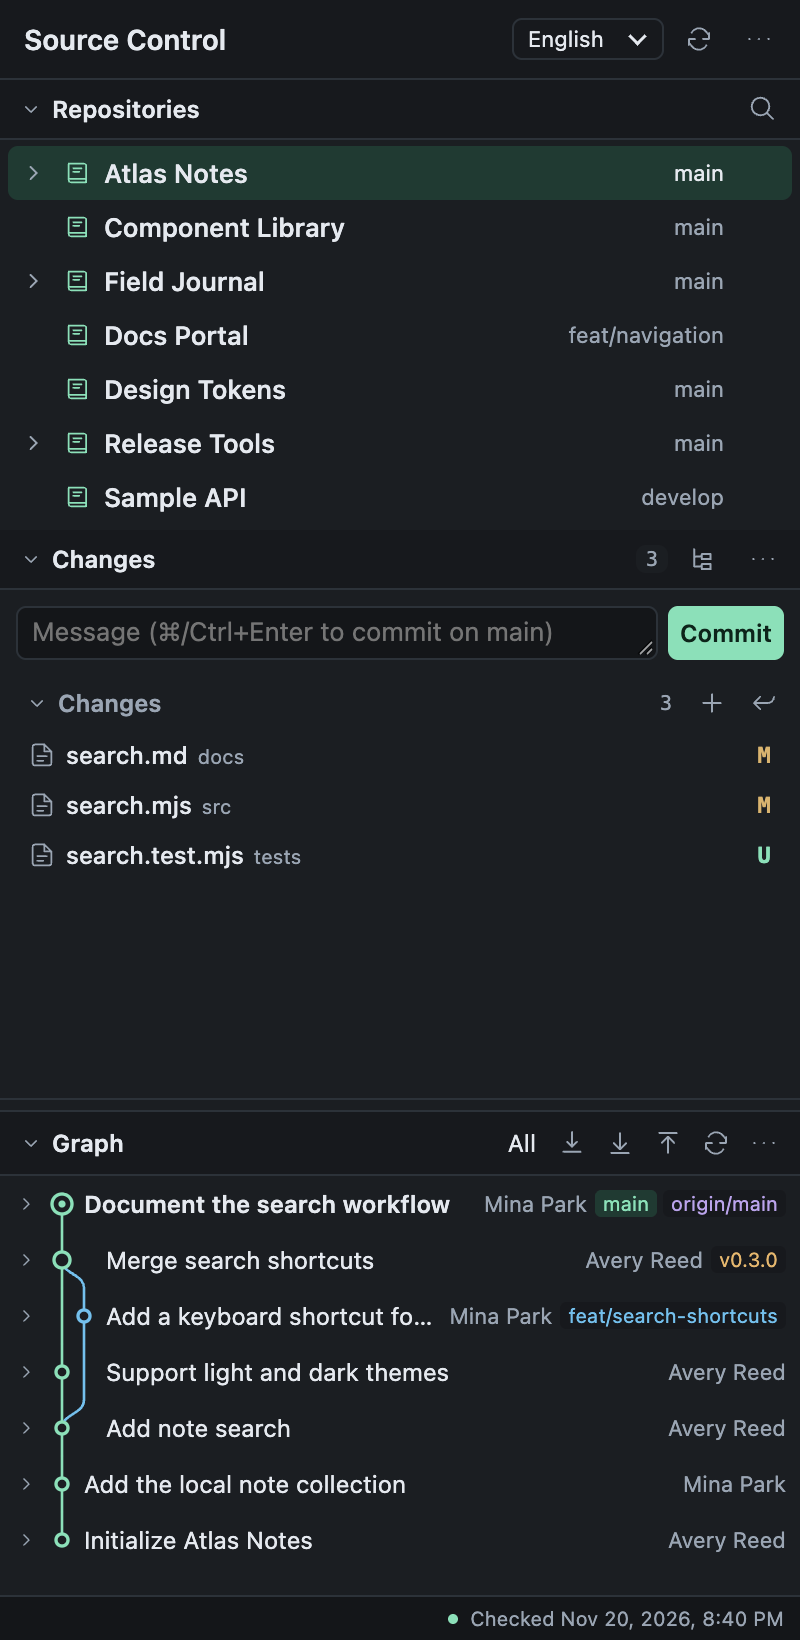 Source Control English ···
Repositories
Atlas Notes main
Component Library main
Field Journal main
Docs Portal feat/navigation
Design Tokens main
Release Tools main
Sample API develop
Changes 3 ···
Message (⌘/Ctrl+Enter to commit on main) Commit
Changes 3
search.md docs M
search.mjs src M
search.test.mjs tests U
Graph All ···
Document the search workflow Mina Park main origin/main
Merge search shortcuts Avery Reed v0.3.0
Add a keyboard shortcut fo... Mina Park feat/search-shortcuts
Support light and dark themes Avery Reed
Add note search Avery Reed
Add the local note collection Mina Park
Initialize Atlas Notes Avery Reed
Checked Nov 20, 2026, 8:40 PM